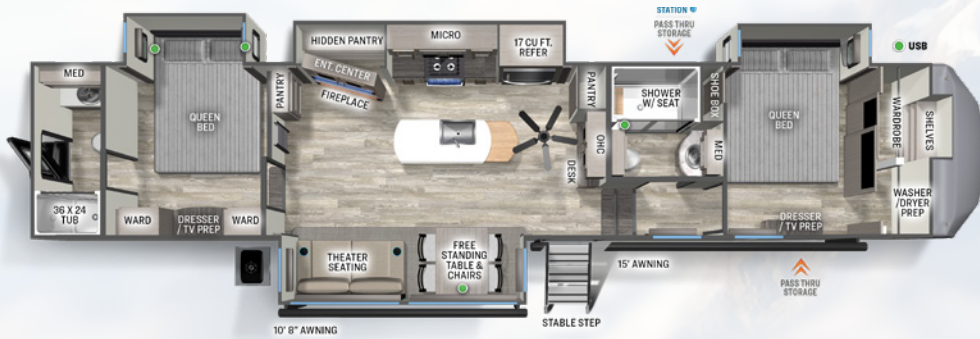 STATION
PASS THRU
STORAGE
USB
HIDDEN PANTRY
MICRO
17 CU FT.
REFER
ENT. CENTER
FIREPLACE
MED
QUEEN
BED
PANTRY
PANTRY
SHOWER
W/ SEAT
SHOE BOX
QUEEN
BED
WARDROBE
SHELVES
OHC
DESK
MED
36 X 24
TUB
WARD
DRESSER
/ TV PREP
WARD
WASHER
/DRYER
PREP
DRESSER
/ TV PREP
THEATER
SEATING
FREE
STANDING
TABLE &
CHAIRS
15' AWNING
PASS THRU
STORAGE
STABLE STEP
10' 8" AWNING